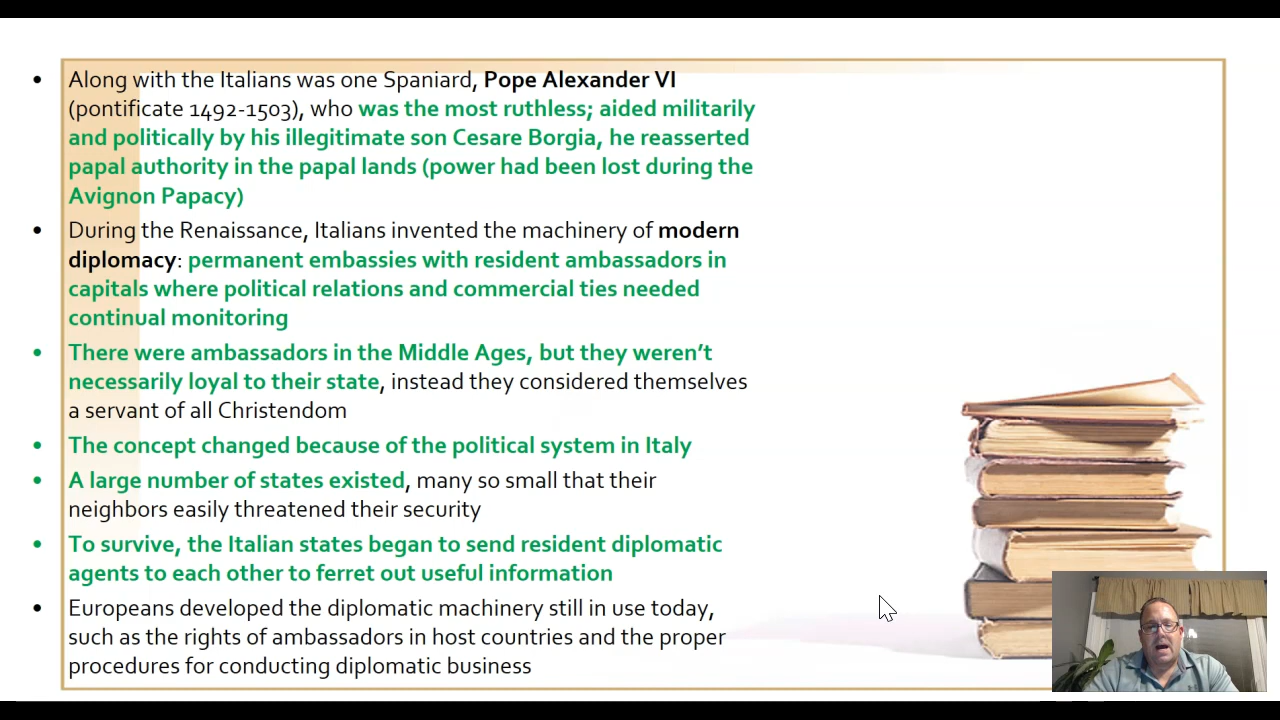 • Along with the Italians was one Spaniard, Pope Alexander VI
(pontificate 1492-1503), who was the most ruthless; aided militarily
and politically by his illegitimate son Cesare Borgia, he reasserted
papal authority in the papal lands (power had been lost during the
Avignon Papacy)
• During the Renaissance, Italians invented the machinery of modern
diplomacy: permanent embassies with resident ambassadors in
capitals where political relations and commercial ties needed
continual monitoring
• There were ambassadors in the Middle Ages, but they weren’t
necessarily loyal to their state, instead they considered themselves
a servant of all Christendom
• The concept changed because of the political system in Italy
• A large number of states existed, many so small that their
neighbors easily threatened their security
• To survive, the Italian states began to send resident diplomatic
agents to each other to ferret out useful information
• Europeans developed the diplomatic machinery still in use today,
such as the rights of ambassadors in host countries and the proper
procedures for conducting diplomatic business